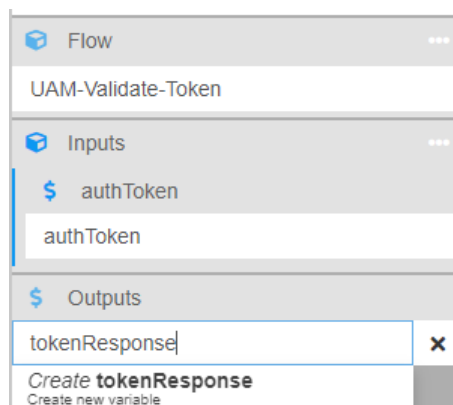 Flow
UAM-Validate-Token
Inputs
$ authToken
authToken
$ Outputs
tokenResponse
Create tokenResponse
Create new variable